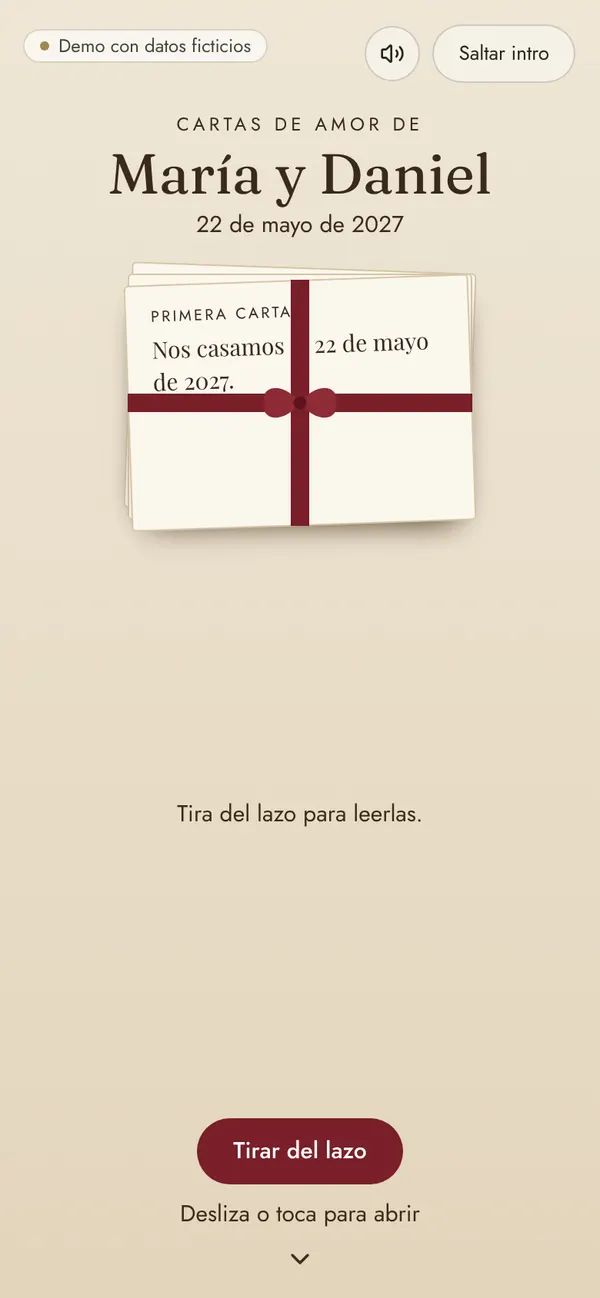 Demo con datos ficticios
Saltar intro
CARTAS DE AMOR DE
María y Daniel
22 de mayo de 2027
PRIMERA CARTA
Nos casamos 22 de mayo
de 2027.
Tira del lazo para leerlas.
Tirar del lazo
Desliza o toca para abrir